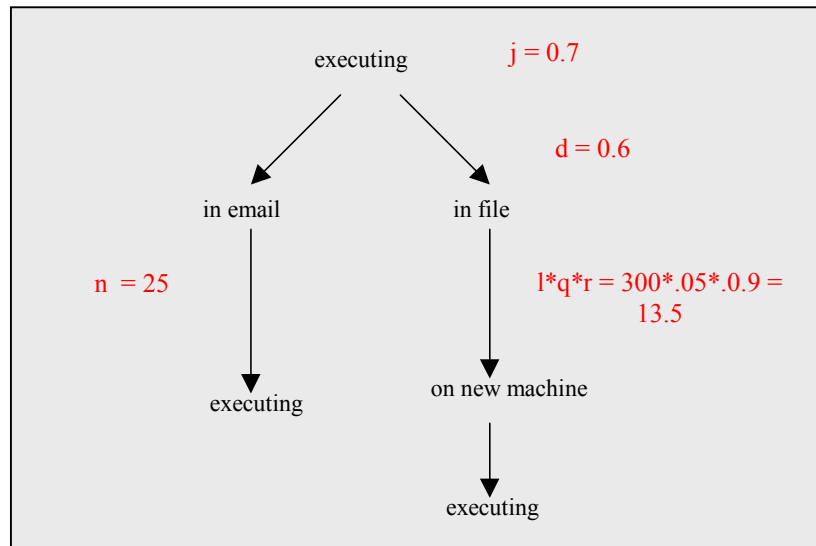 executing
j = 0.7
d = 0.6
in email
in file
n = 25
l*q*r = 300*.05*.0.9 =
13.5
executing
on new machine
executing